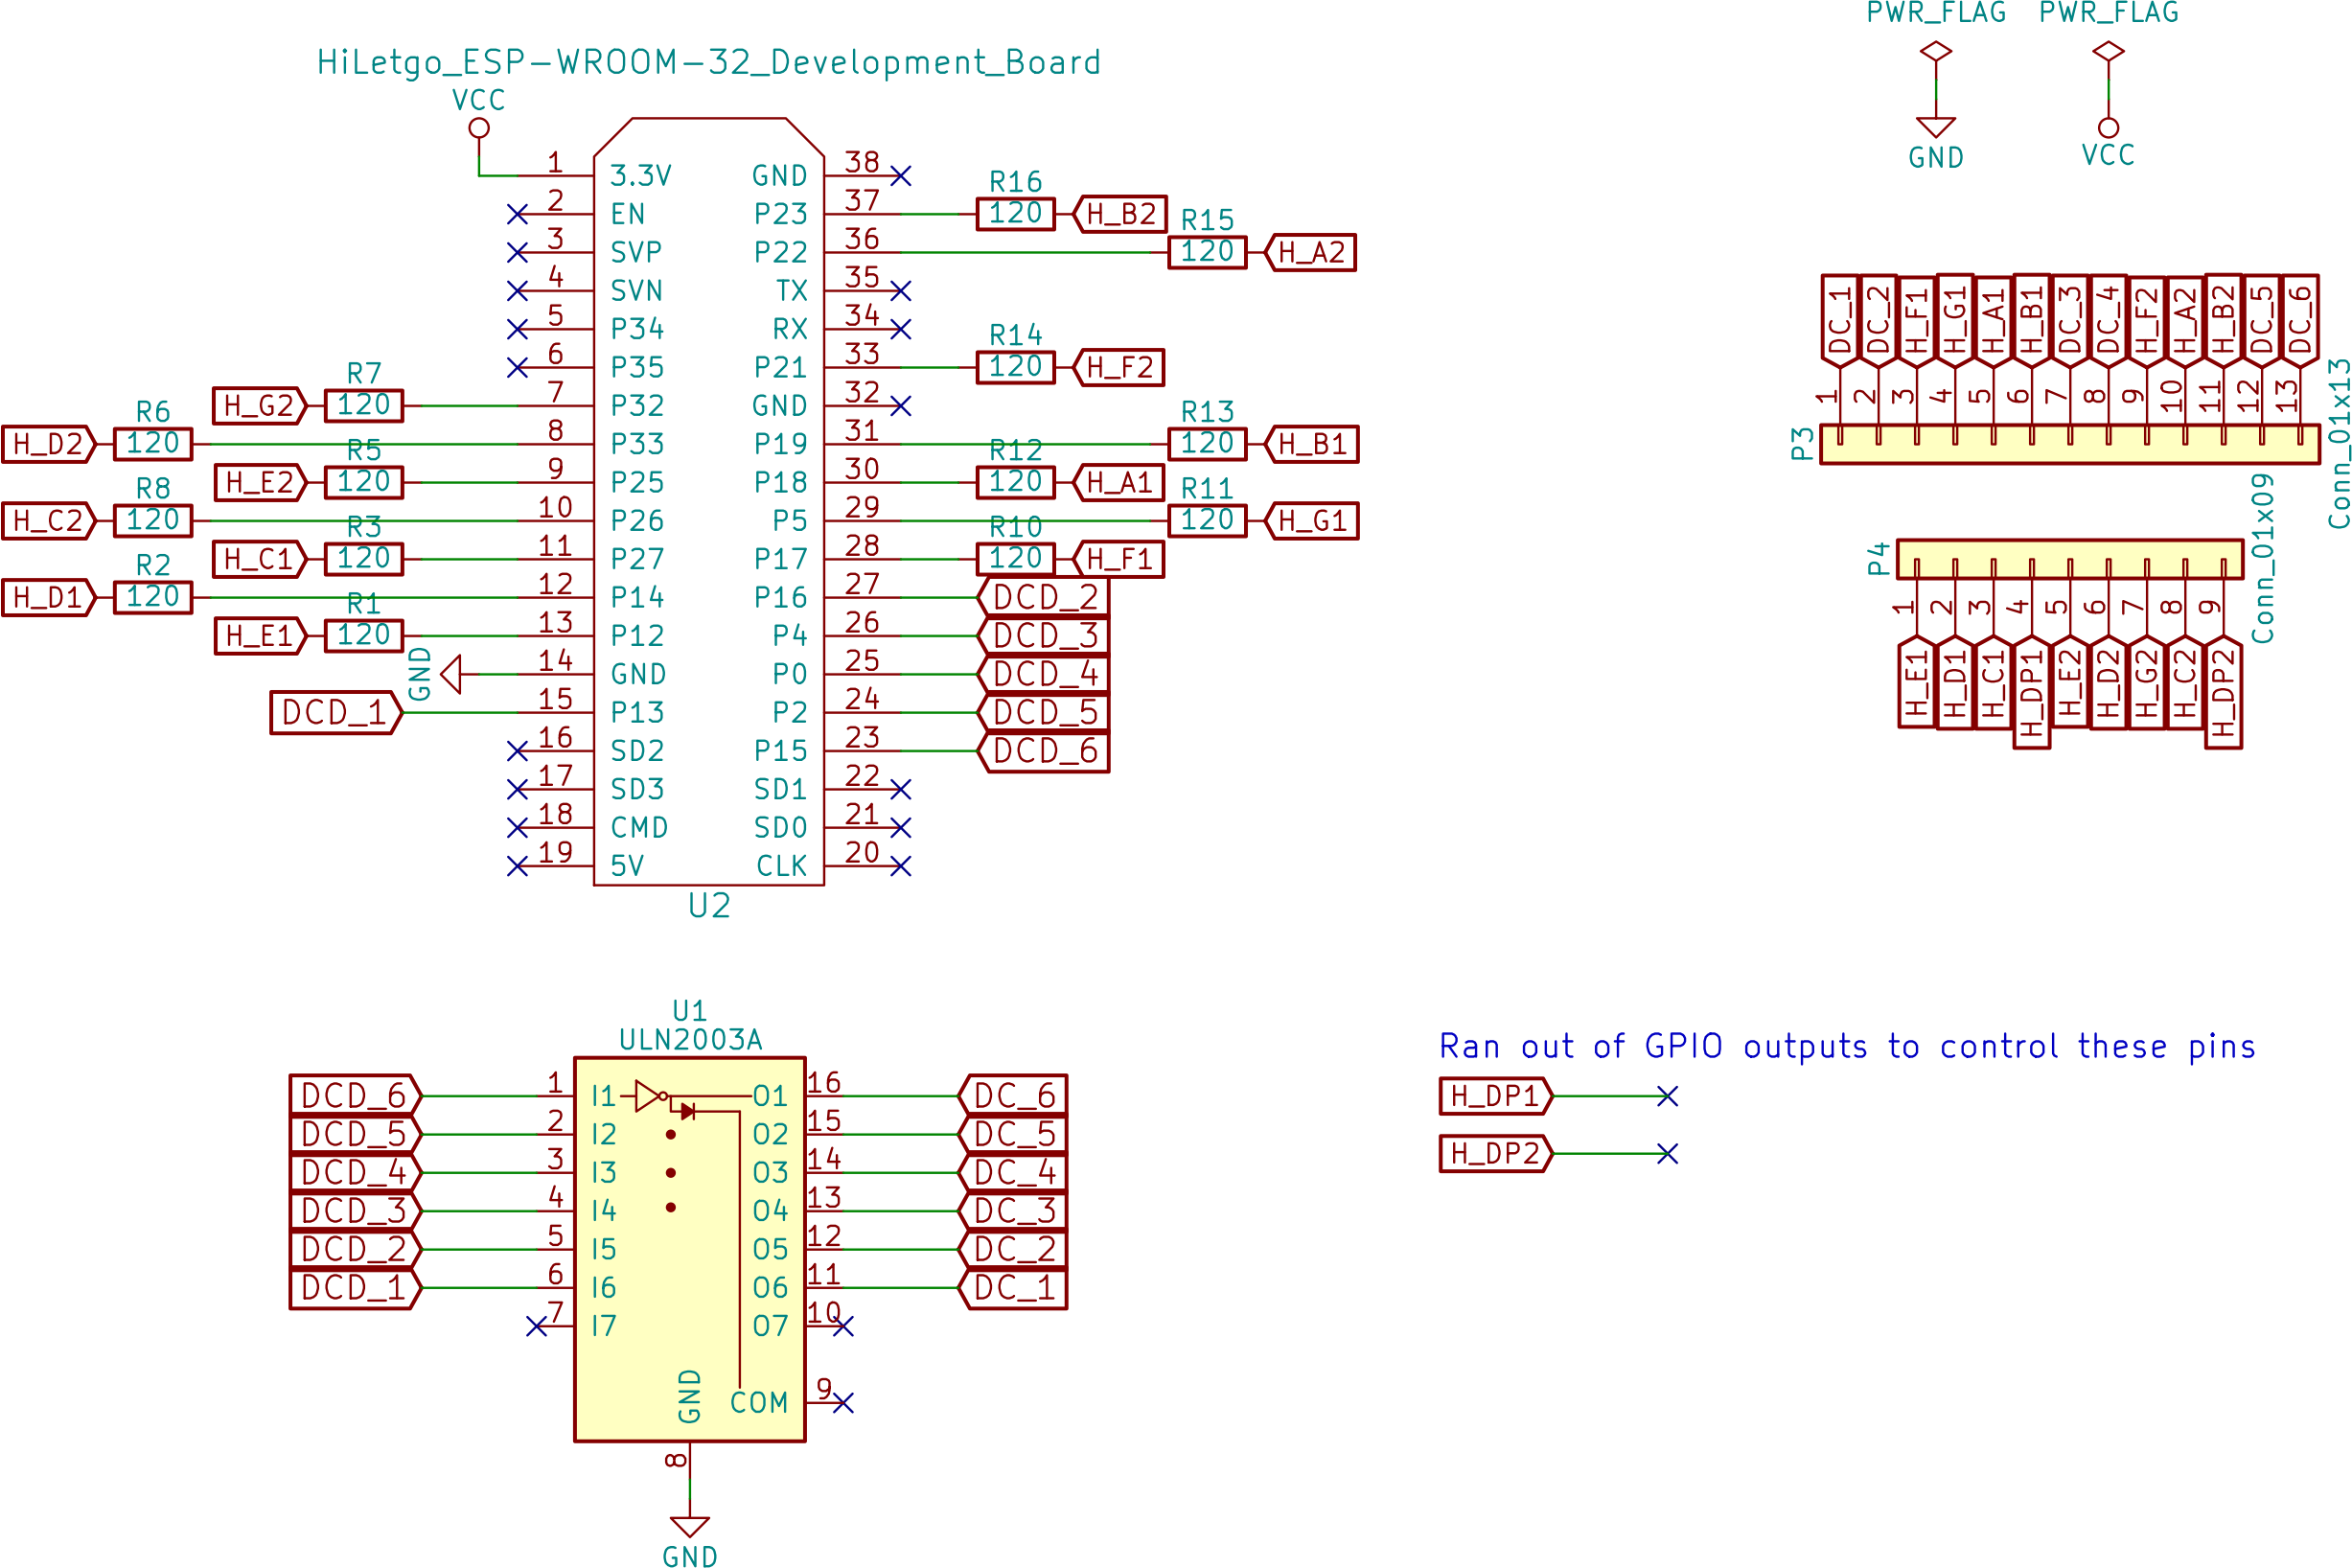 PWR_FLAG PWR_FLAG
HiLetgo_ESP-WROOM-32_Development_Board
VCC
GND VCC
1 3.3V GND 38
2 EN P23 37 R16 120 H_B2
3 SVP P22 36 R15 120 H_A2
4 SVN TX 35
5 P34 RX 34
6 P35 P21 33 R14 120 H_F2
H_G2 R7 120 7 P32 GND 32
H_D2 R6 120 8 P33 P19 31 R13 120 H_B1
H_E2 R5 120 9 P25 P18 30 R12 120 H_A1
H_C2 R8 120 10 P26 P5 29 R11 120 H_G1
H_C1 R3 120 11 P27 P17 28 R10 120 H_F1
H_D1 R2 120 12 P14 P16 27 DCD_2
H_E1 R1 120 13 P12 P4 26 DCD_3
GND 14 GND P0 25 DCD_4
DCD_1 15 P13 P2 24 DCD_5
16 SD2 P15 23 DCD_6
17 SD3 SD1 22
18 CMD SD0 21
19 5V CLK 20
U2
DC_1 DC_2 H_F1 H_G1 H_A1 H_B1 DC_3 DC_4 H_F2 H_A2 H_B2 DC_5 DC_6
1 2 3 4 5 6 7 8 9 10 11 12 13
P3 Conn_01x13
P4 Conn_01x09
1 2 3 4 5 6 7 8 9
H_E1 H_D1 H_C1 H_DP1 H_E2 H_D2 H_G2 H_C2 H_DP2
U1
ULN2003A
DCD_6 1 I1 O1 16 DC_6
DCD_5 2 I2 O2 15 DC_5
DCD_4 3 I3 O3 14 DC_4
DCD_3 4 I4 O4 13 DC_3
DCD_2 5 I5 O5 12 DC_2
DCD_1 6 I6 O6 11 DC_1
7 I7 O7 10
GND COM 9
8
GND
Ran out of GPIO outputs to control these pins
H_DP1
H_DP2